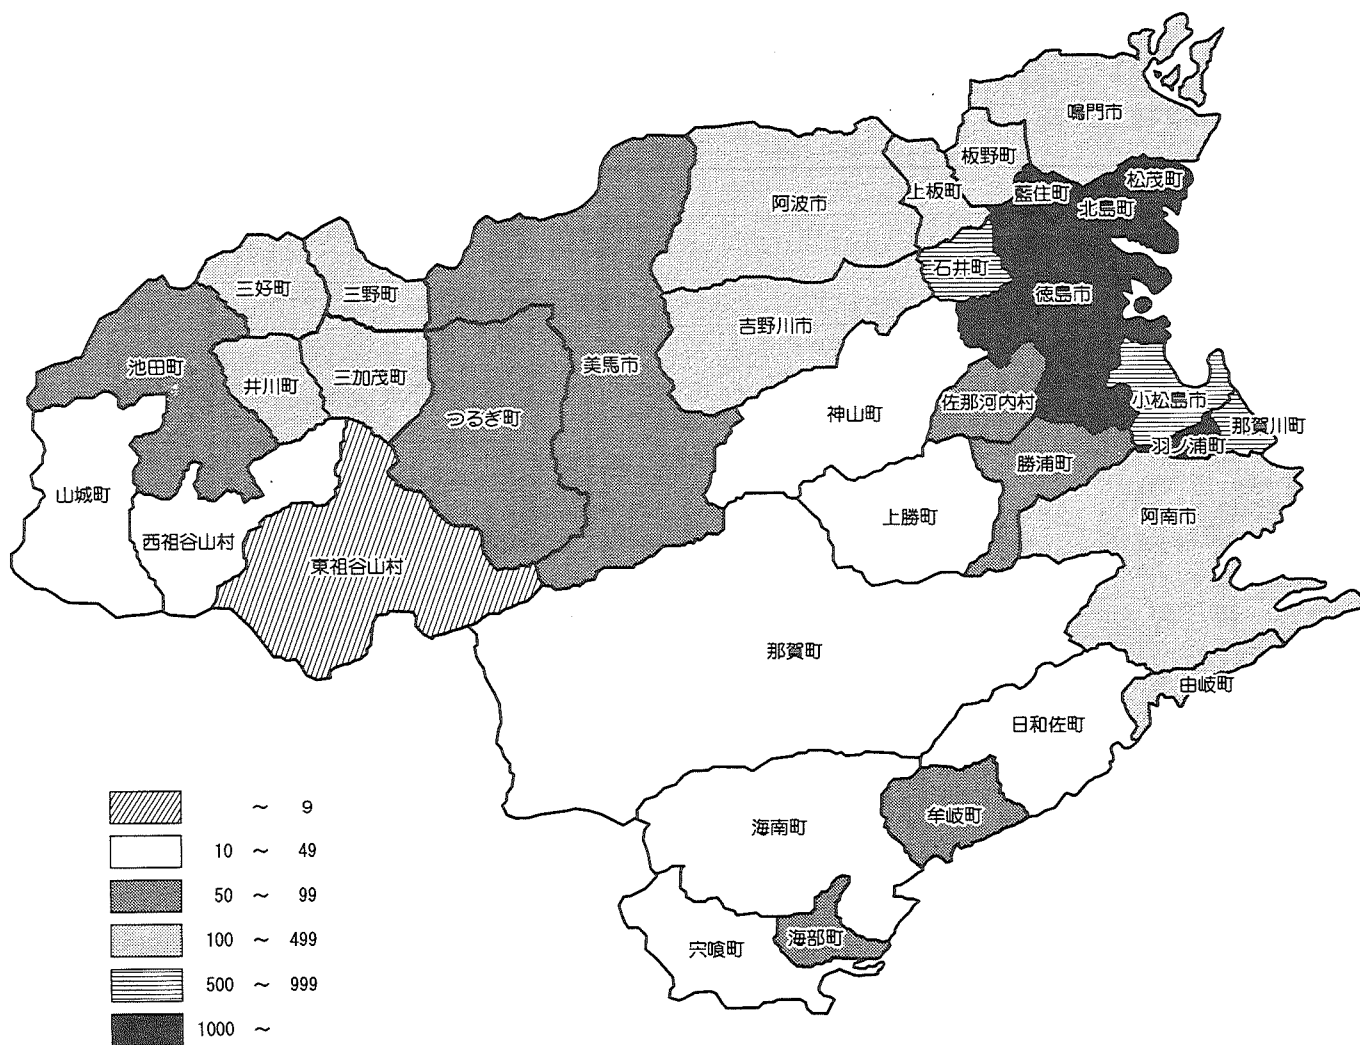 鳴門市
板野町
松茂町
上板町
藍住町
北島町
阿波市
石井町
徳島市
三好町
三野町
吉野川市
池田町
井川町
三加茂町
美馬市
つるぎ町
神山町
佐那河内村
小松島市
那賀川町
羽ノ浦町
勝浦町
山城町
西祖谷山村
上勝町
阿南市
東祖谷山村
那賀町
由岐町
日和佐町
海南町
牟岐町
宍喰町
海部町
～ 9
10 ～ 49
50 ～ 99
100 ～ 499
500 ～ 999
1000 ～